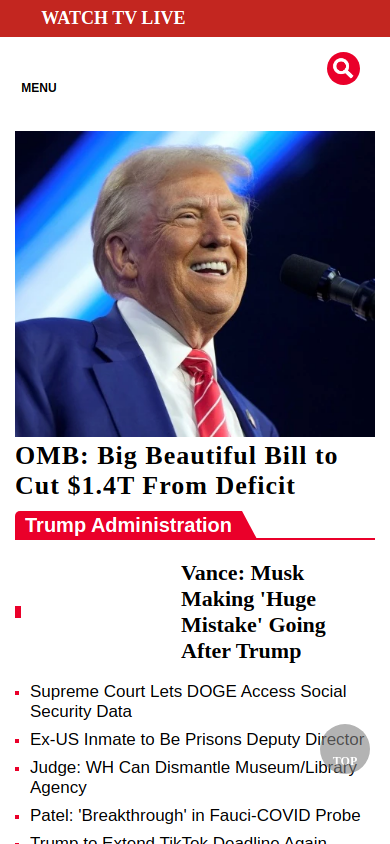 WATCH TV LIVE
MENU
OMB: Big Beautiful Bill to
Cut $1.4T From Deficit
Trump Administration
Vance: Musk
Making 'Huge
Mistake' Going
After Trump
Supreme Court Lets DOGE Access Social
Security Data
Ex-US Inmate to Be Prisons Deputy Director
TOP
Judge: WH Can Dismantle Museum/Library
Agency
Patel: 'Breakthrough' in Fauci-COVID Probe
Trump to Extend TikTok Deadline Again